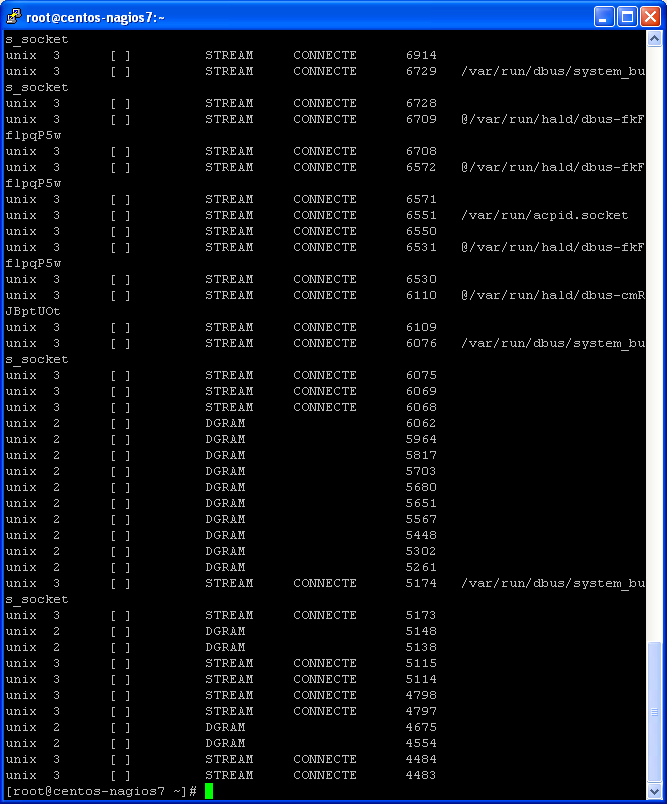 root@centos-nagios7:~
s_socket
unix 3 [ ] STREAM CONNECTE 6914
unix 3 [ ] STREAM CONNECTE 6729 /var/run/dbus/system_bu
s_socket
unix 3 [ ] STREAM CONNECTE 6728
unix 3 [ ] STREAM CONNECTE 6709 @/var/run/hald/dbus-fkF
flpqP5w
unix 3 [ ] STREAM CONNECTE 6708
unix 3 [ ] STREAM CONNECTE 6572 @/var/run/hald/dbus-fkF
flpqP5w
unix 3 [ ] STREAM CONNECTE 6571
unix 3 [ ] STREAM CONNECTE 6551 /var/run/acpid.socket
unix 3 [ ] STREAM CONNECTE 6550
unix 3 [ ] STREAM CONNECTE 6531 @/var/run/hald/dbus-fkF
flpqP5w
unix 3 [ ] STREAM CONNECTE 6530
unix 3 [ ] STREAM CONNECTE 6110 @/var/run/hald/dbus-cmR
JBptUOt
unix 3 [ ] STREAM CONNECTE 6109
unix 3 [ ] STREAM CONNECTE 6076 /var/run/dbus/system_bu
s_socket
unix 3 [ ] STREAM CONNECTE 6075
unix 3 [ ] STREAM CONNECTE 6069
unix 3 [ ] STREAM CONNECTE 6068
unix 2 [ ] DGRAM 6062
unix 2 [ ] DGRAM 5964
unix 2 [ ] DGRAM 5817
unix 2 [ ] DGRAM 5703
unix 2 [ ] DGRAM 5680
unix 2 [ ] DGRAM 5651
unix 2 [ ] DGRAM 5567
unix 2 [ ] DGRAM 5448
unix 2 [ ] DGRAM 5302
unix 2 [ ] DGRAM 5261
unix 3 [ ] STREAM CONNECTE 5174 /var/run/dbus/system_bu
s_socket
unix 3 [ ] STREAM CONNECTE 5173
unix 2 [ ] DGRAM 5148
unix 2 [ ] DGRAM 5138
unix 3 [ ] STREAM CONNECTE 5115
unix 3 [ ] STREAM CONNECTE 5114
unix 3 [ ] STREAM CONNECTE 4798
unix 3 [ ] STREAM CONNECTE 4797
unix 2 [ ] DGRAM 4675
unix 2 [ ] DGRAM 4554
unix 3 [ ] STREAM CONNECTE 4484
unix 3 [ ] STREAM CONNECTE 4483
[root@centos-nagios7 ~]#